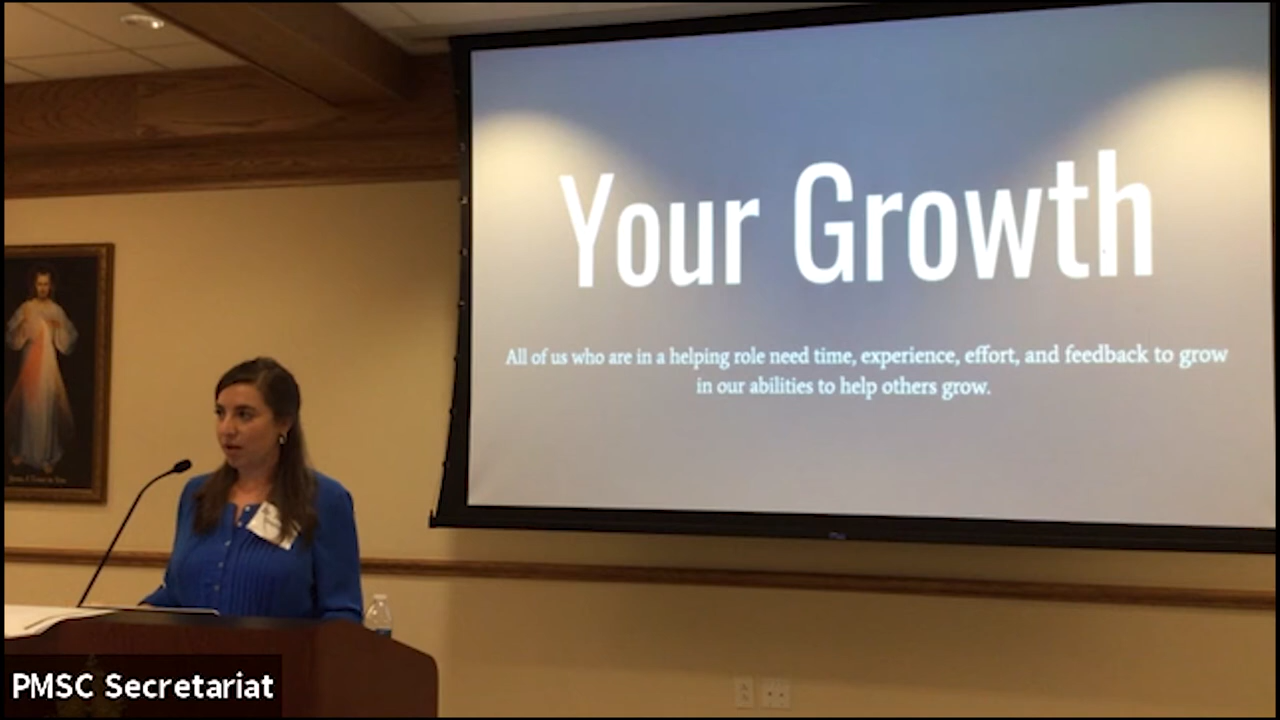 Your Growth
All of us who are in a helping role need time, experience, effort, and feedback to grow
in our abilities to help others grow.
PMSC Secretariat